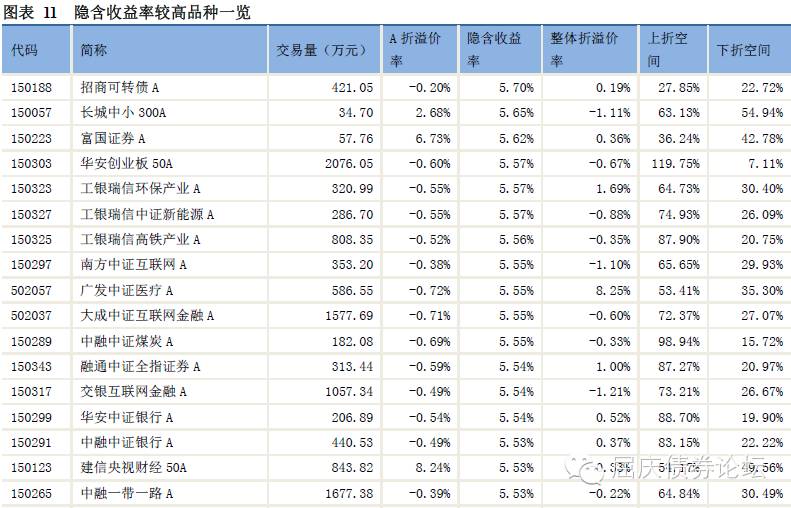 图表 11 隐含收益率较高品种一览
代码 简称 交易量（万元） A 折溢价率 隐含收益率 整体折溢价率 上折空间 下折空间
150188 招商可转债 A 421.05 -0.20% 5.70% 0.19% 27.85% 22.72%
150057 长城中小 300A 34.70 2.68% 5.65% -1.11% 63.13% 54.94%
150223 富国证券 A 57.76 6.73% 5.62% 0.36% 36.24% 42.78%
150303 华安创业板 50A 2076.05 -0.60% 5.57% -0.67% 119.75% 7.11%
150323 工银瑞信环保产业 A 320.99 -0.55% 5.57% 1.69% 64.73% 30.40%
150327 工银瑞信中证新能源 A 286.70 -0.55% 5.57% -0.88% 74.93% 26.09%
150325 工银瑞信高铁产业 A 808.35 -0.52% 5.56% -0.35% 87.90% 20.75%
150297 南方中证互联网 A 353.20 -0.38% 5.55% -1.10% 65.65% 29.93%
502057 广发中证医疗 A 586.55 -0.72% 5.55% 8.25% 53.41% 35.30%
502037 大成中证互联网金融 A 1577.69 -0.71% 5.55% -0.60% 72.37% 27.07%
150289 中融中证煤炭 A 182.08 -0.69% 5.55% -0.33% 98.94% 15.72%
150343 融通中证全指证券 A 313.44 -0.59% 5.54% 1.00% 87.27% 20.97%
150317 交银互联网金融 A 1057.34 -0.49% 5.54% -1.21% 73.21% 26.67%
150299 华安中证银行 A 206.89 -0.54% 5.54% 0.52% 88.70% 19.90%
150291 中融中证银行 A 440.53 -0.49% 5.53% 0.37% 83.15% 22.22%
150123 建信央视财经 50A 843.82 8.24% 5.53%
屈庆债券论坛
150265 中融一带一路 A 1677.38 -0.39% 5.53% -0.22% 64.84% 30.49%